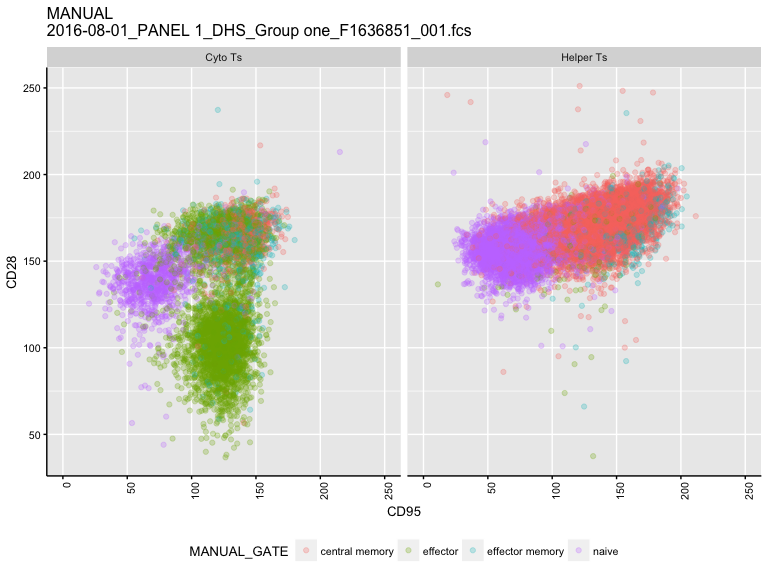 MANUAL
2016-08-01_PANEL 1_DHS_Group one_F1636851_001.fcs
Cyto Ts
Helper Ts
250
200
150
100
50
CD28
0 50 100 150 200 250
0 50 100 150 200 250
CD95
MANUAL_GATE central memory effector effector memory naive